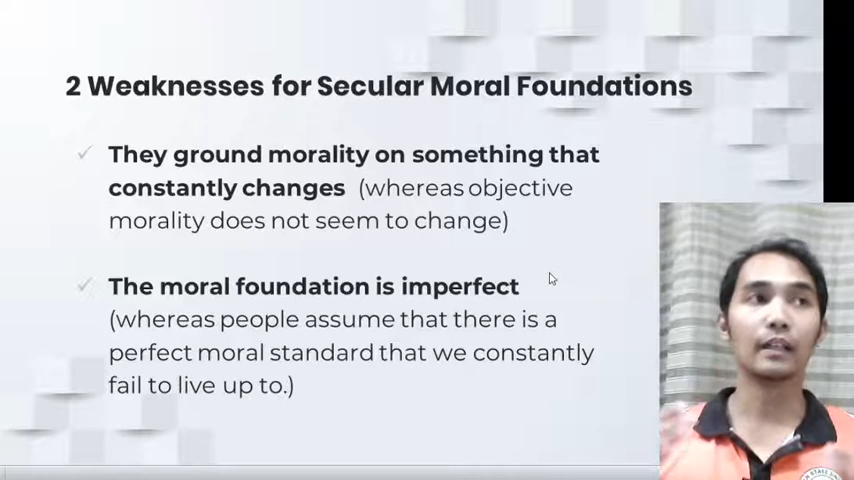 2 Weaknesses for Secular Moral Foundations
They ground morality on something that
constantly changes (whereas objective
morality does not seem to change)
The moral foundation is imperfect
(whereas people assume that there is a
perfect moral standard that we constantly
fail to live up to.)